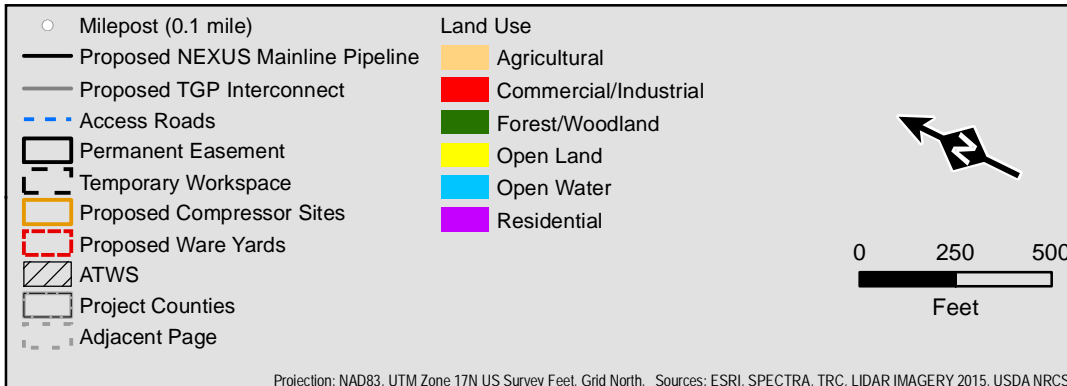 Milepost (0.1 mile)
Proposed NEXUS Mainline Pipeline
Proposed TGP Interconnect
Access Roads
Permanent Easement
Temporary Workspace
Proposed Compressor Sites
Proposed Ware Yards
ATWS
Project Counties
Adjacent Page
Land Use
Agricultural
Commercial/Industrial
Forest/Woodland
Open Land
Open Water
Residential
N
0 250 500
Feet
Projection: NAD83, UTM Zone 17N US Survey Feet, Grid North, Sources: ESRI, SPECTRA, TRC, LIDAR IMAGERY 2015, USDA NRCS